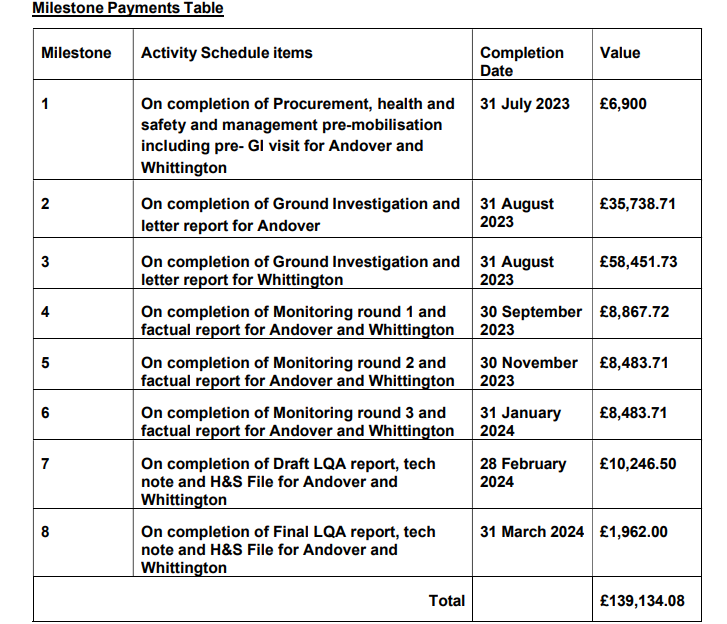 Milestone Payments Table
Milestone Activity Schedule items Completion Date Value
1 On completion of Procurement, health and 31 July 2023 £6,900
safety and management pre-mobilisation
including pre- GI visit for Andover and
Whittington
2 On completion of Ground Investigation and 31 August £35,738.71
letter report for Andover 2023
3 On completion of Ground Investigation and 31 August £58,451.73
letter report for Whittington 2023
4 On completion of Monitoring round 1 and 30 September £8,867.72
factual report for Andover and Whittington 2023
5 On completion of Monitoring round 2 and 30 November £8,483.71
factual report for Andover and Whittington 2023
6 On completion of Monitoring round 3 and 31 January £8,483.71
factual report for Andover and Whittington 2024
7 On completion of Draft LQA report, tech 28 February £10,246.50
note and H&S File for Andover and 2024
Whittington
8 On completion of Final LQA report, tech 31 March 2024 £1,962.00
note and H&S File for Andover and
Whittington
Total £139,134.08